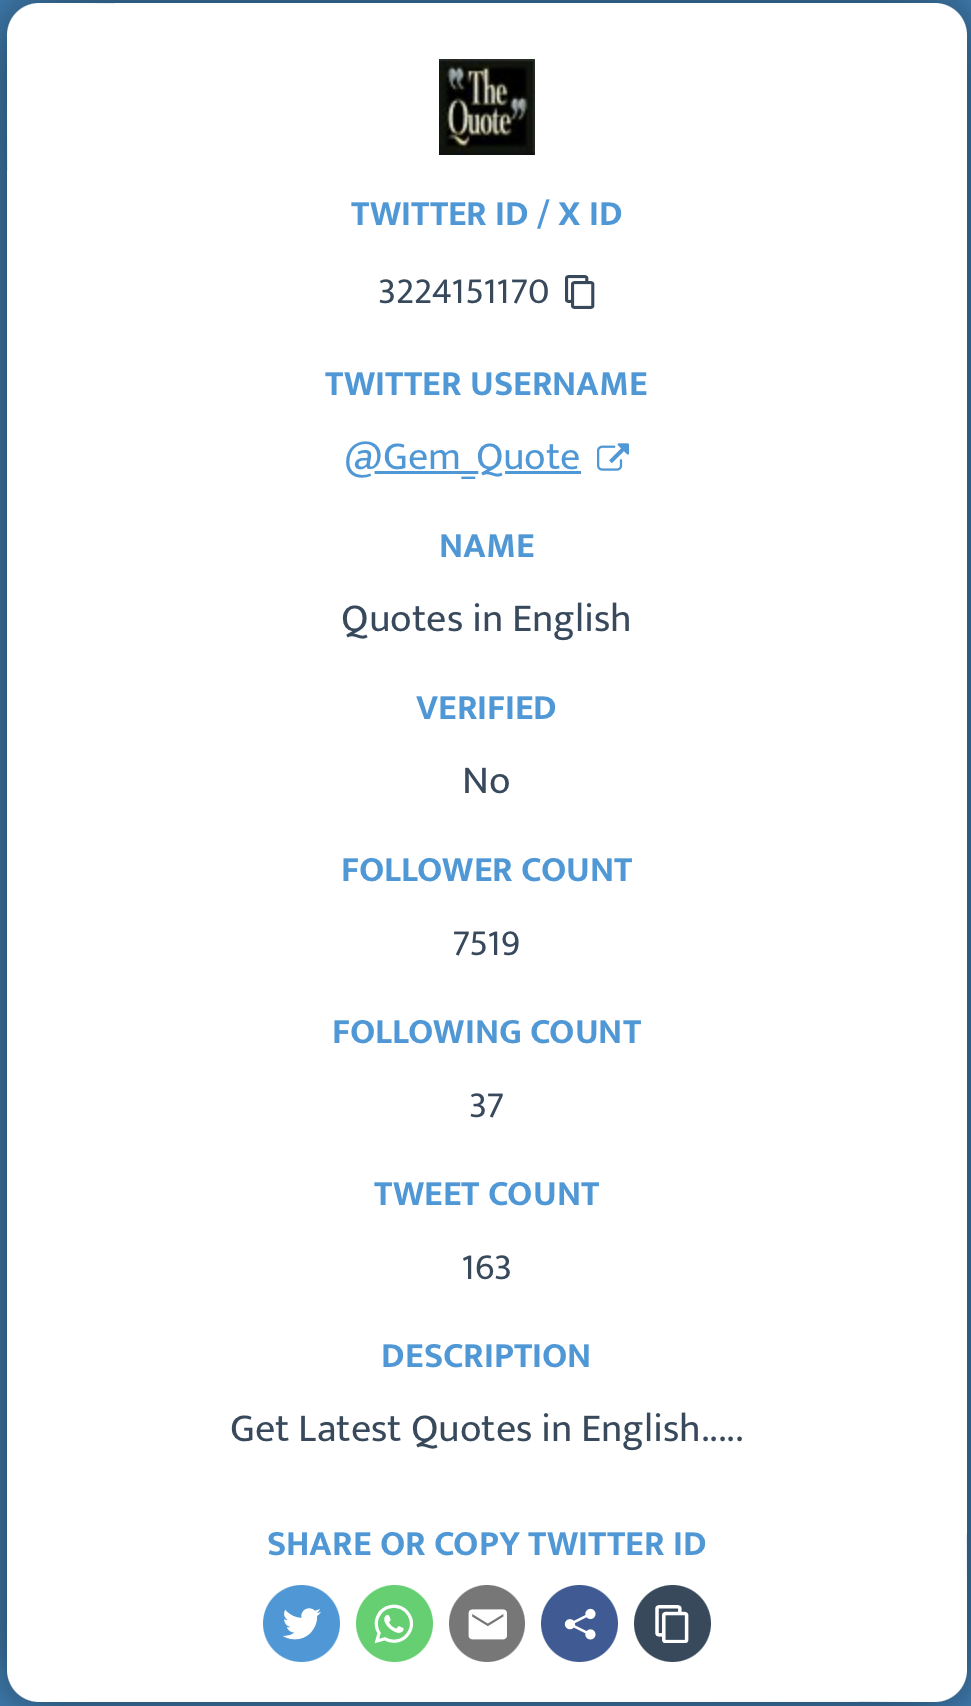 "The
Quote"
TWITTER ID / X ID
3224151170
TWITTER USERNAME
@Gem_Quote
NAME
Quotes in English
VERIFIED
No
FOLLOWER COUNT
7519
FOLLOWING COUNT
37
TWEET COUNT
163
DESCRIPTION
Get Latest Quotes in English.....
SHARE OR COPY TWITTER ID